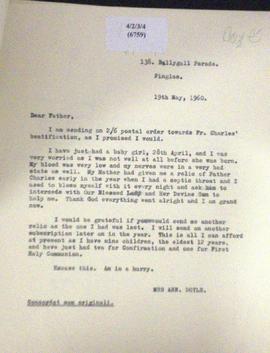 4/2/3/4
(6759)
Copy
138, Ballygall Parade,
Finglas.
19th May, 1960.
Dear Father,
I am sending on 2/6 postal order towards Fr. Charles'
beatification, as I promised I would.
I have just had a baby girl, 28th April, and I was
very worried as I was not well at all before she was born.
My blood was very low and my nerves were in a very bad
state. My Mother had given me a relic of Father
Charles early in the year when I had a septic throat and I
used to bless myself with it every night and ask him to
intercede with Our Blessed Lady and Her Devine Son to
help me. Thank God everything went alright and I am grand
now.
I would be grateful if you would send me another
relic as the one I had was lost. I will send on another
subscription later on in the year. This is all I can afford
at present as I have nine children, the eldest 12 years,
and have just had two for Confirmation and one for First
Holy Communion.
Excuse this. Am in a hurry.
MRS ANN. DOYLE.
Concordat cum originali.